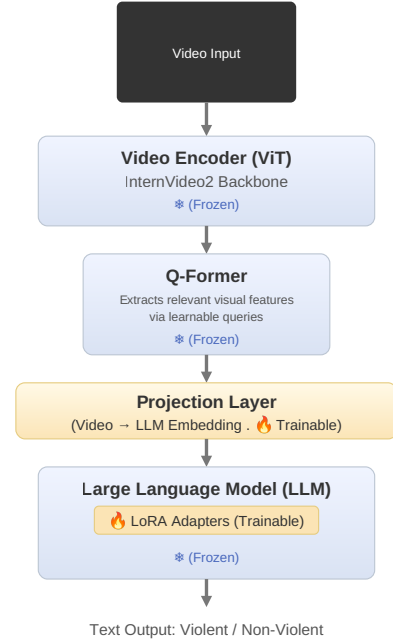 Video Input
Video Encoder (ViT)
InternVideo2 Backbone
❄ (Frozen)
Q-Former
Extracts relevant visual features
via learnable queries
❄ (Frozen)
Projection Layer
(Video → LLM Embedding . 🔥 Trainable)
Large Language Model (LLM)
🔥 LoRA Adapters (Trainable)
❄ (Frozen)
Text Output: Violent / Non-Violent